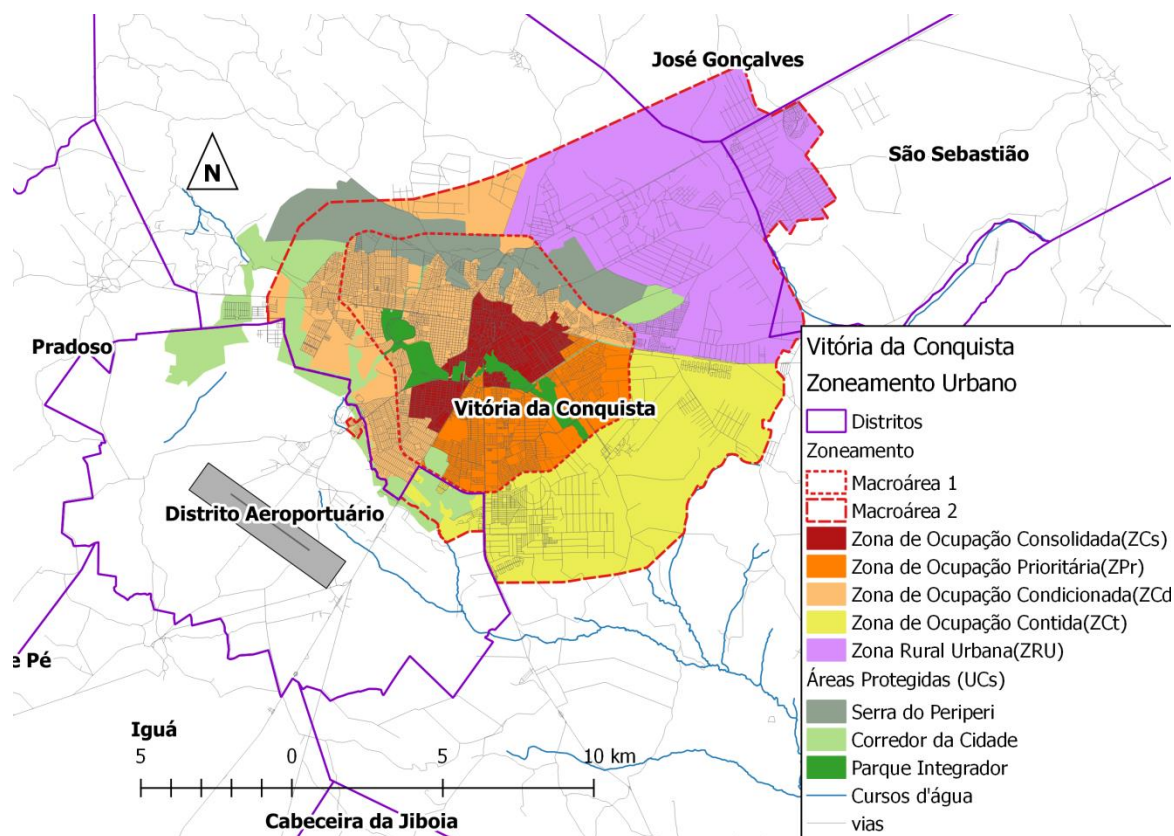 José Gonçalves
São Sebastião
N
Pradoso
Vitória da Conquista
Distrito Aeroportuário
e Pé
Iguá
5 0 5 10 km
Cabeceira da Jiboia
Vitória da Conquista
Zoneamento Urbano
Distritos
Zoneamento
Macroárea 1
Macroárea 2
Zona de Ocupação Consolidada(ZCs)
Zona de Ocupação Prioritária(ZPr)
Zona de Ocupação Condicionada(ZCd
Zona de Ocupação Contida(ZCt)
Zona Rural Urbana(ZRU)
Áreas Protegidas (UCs)
Serra do Periperi
Corredor da Cidade
Parque Integrador
Cursos d'água
vias